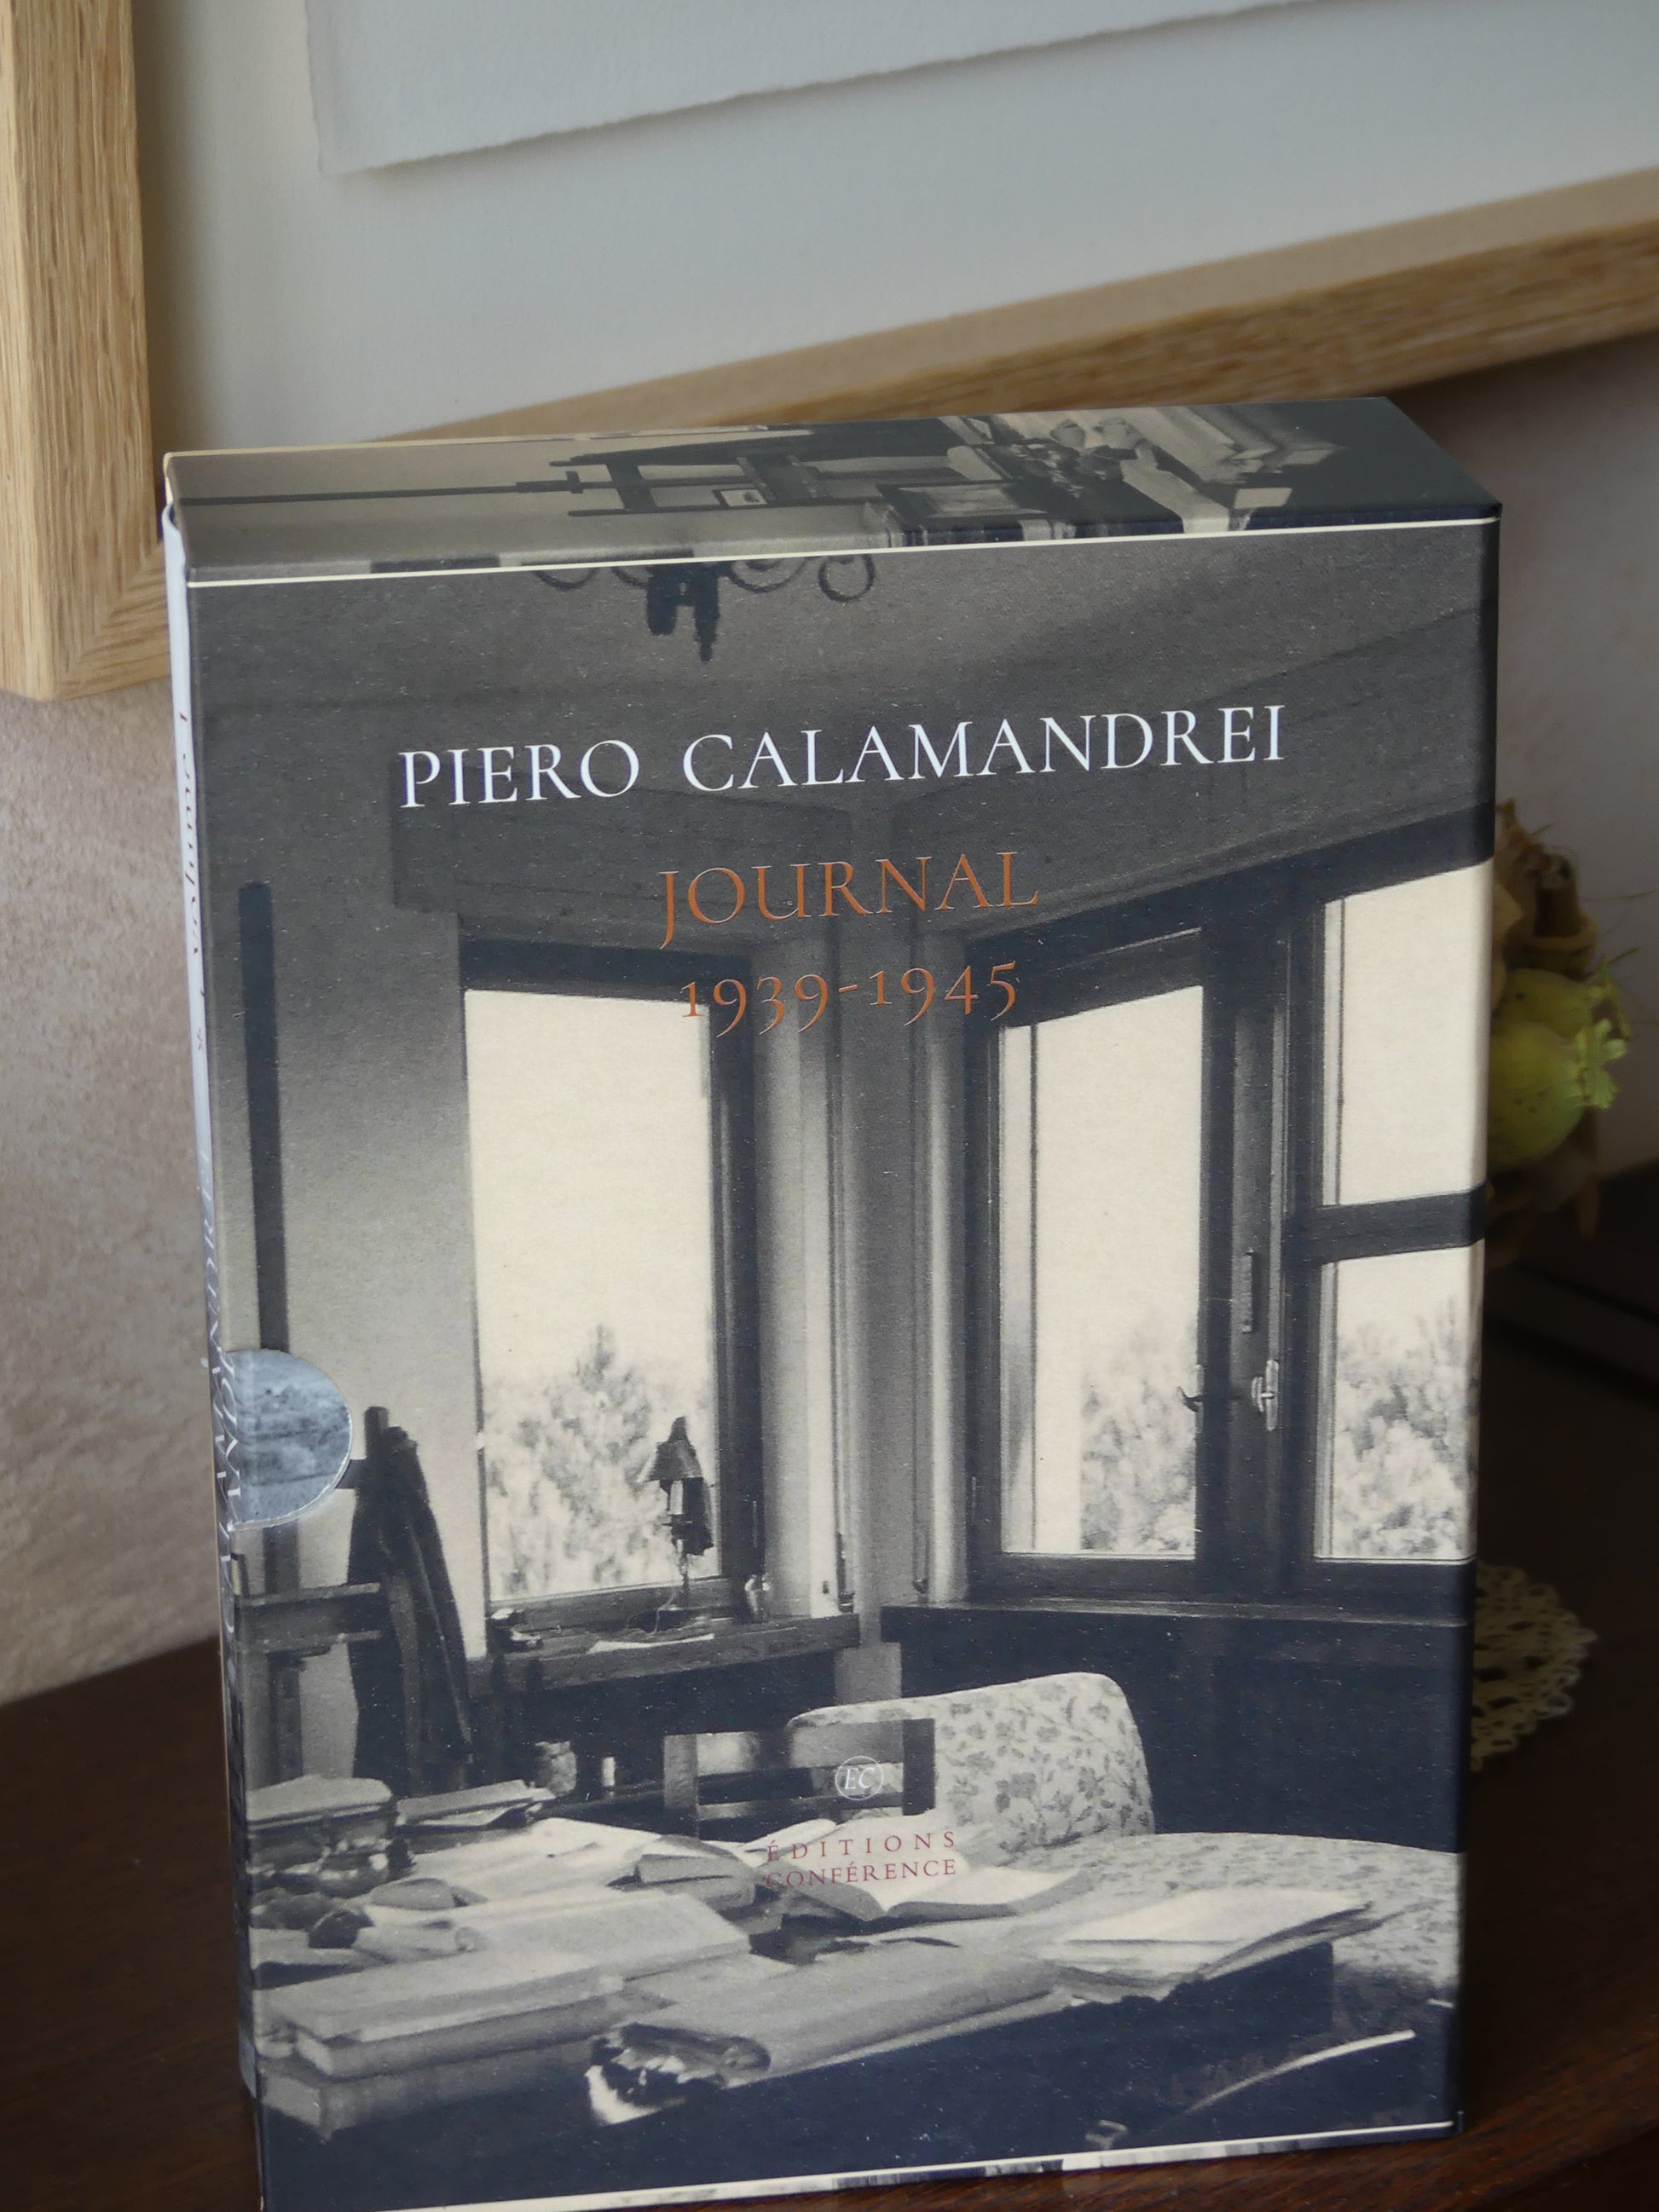 PIERO CALAMANDREI
JOURNAL
1939-1945
EC
ÉDITIONS
CONFÉRENCE